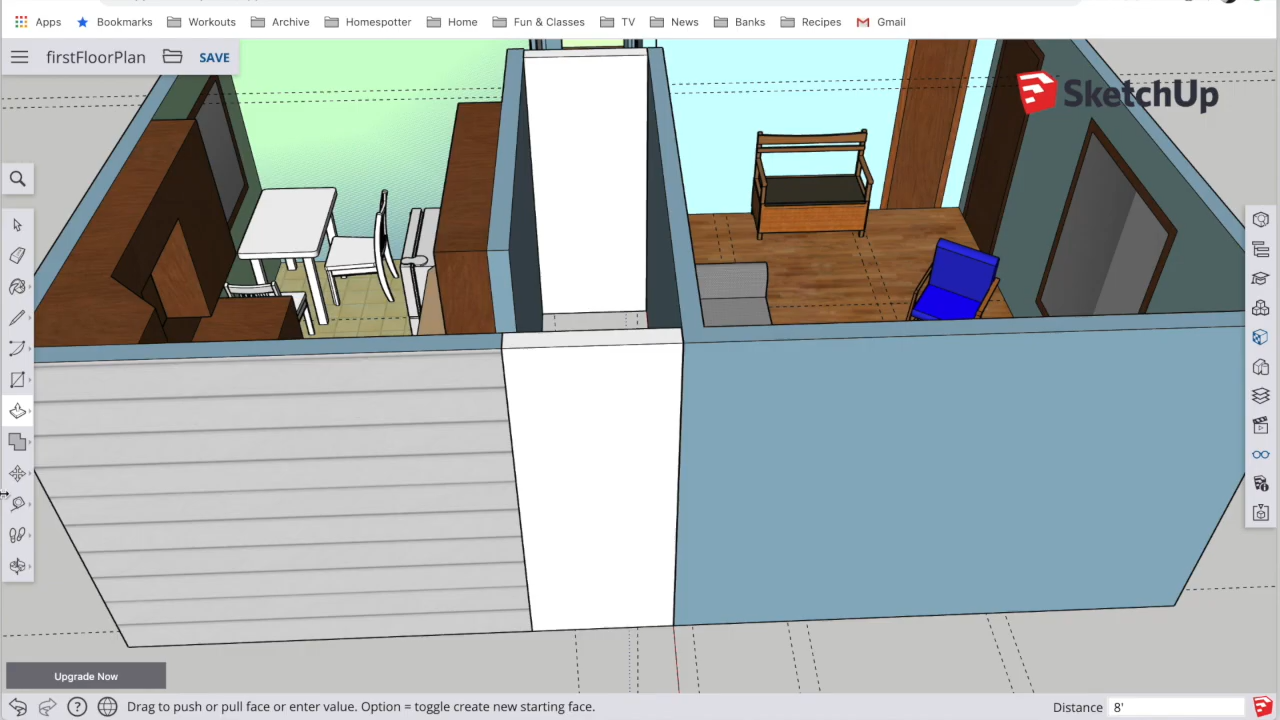 Apps Bookmarks Workouts Archive Homespotter Home Fun & Classes TV News Banks Recipes Gmail
firstFloorPlan SAVE
SketchUp
Upgrade Now
Drag to push or pull face or enter value. Option = toggle create new starting face. Distance 8'